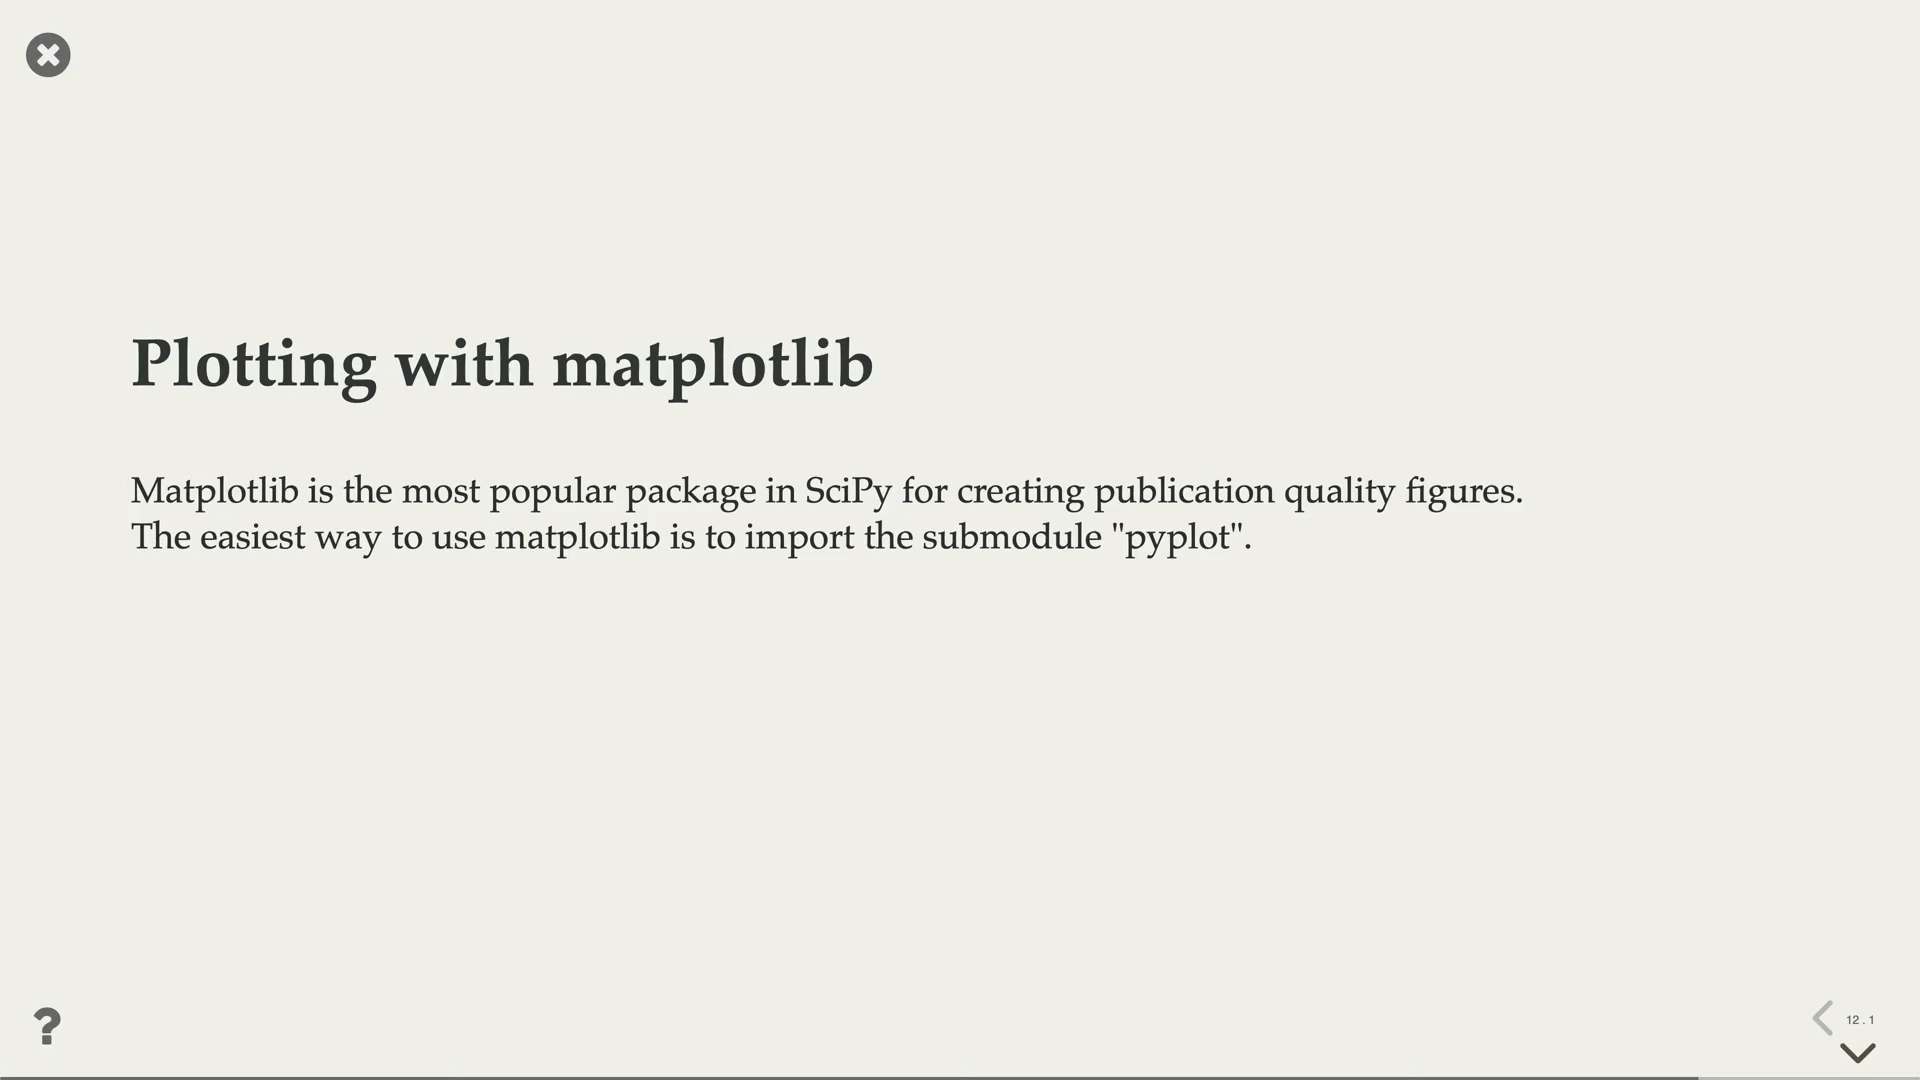 Plotting with matplotlib
Matplotlib is the most popular package in SciPy for creating publication quality figures.
The easiest way to use matplotlib is to import the submodule "pyplot".
?
12 . 1